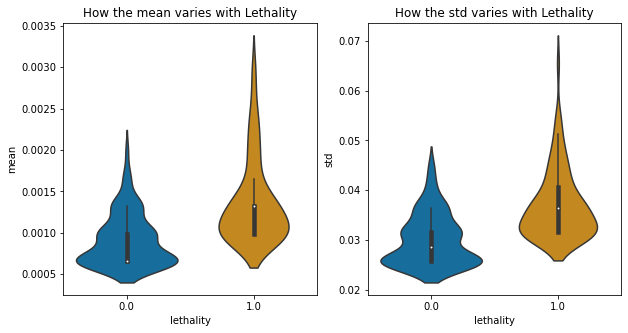 How the mean varies with Lethality
0.0035
0.0030
0.0025
0.0020
0.0015
0.0010
0.0005
mean
0.0
1.0
lethality
How the std varies with Lethality
0.07
0.06
0.05
0.04
0.03
0.02
std
0.0
1.0
lethality